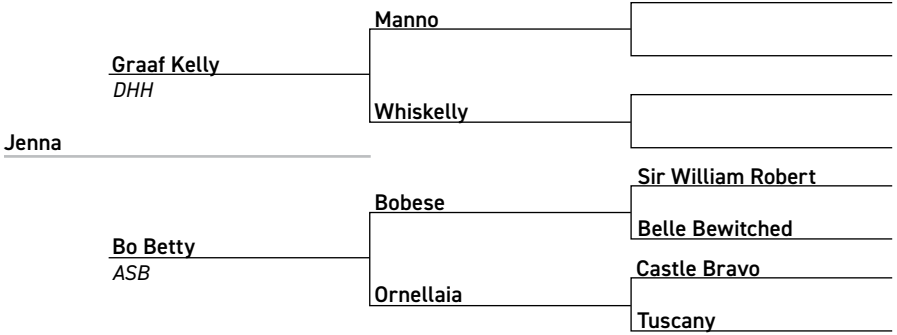 Manno
Graaf Kelly
DHH
Whiskelly
Jenna
Sir William Robert
Bobese
Belle Bewitched
Bo Betty
ASB
Castle Bravo
Ornellaia
Tuscany